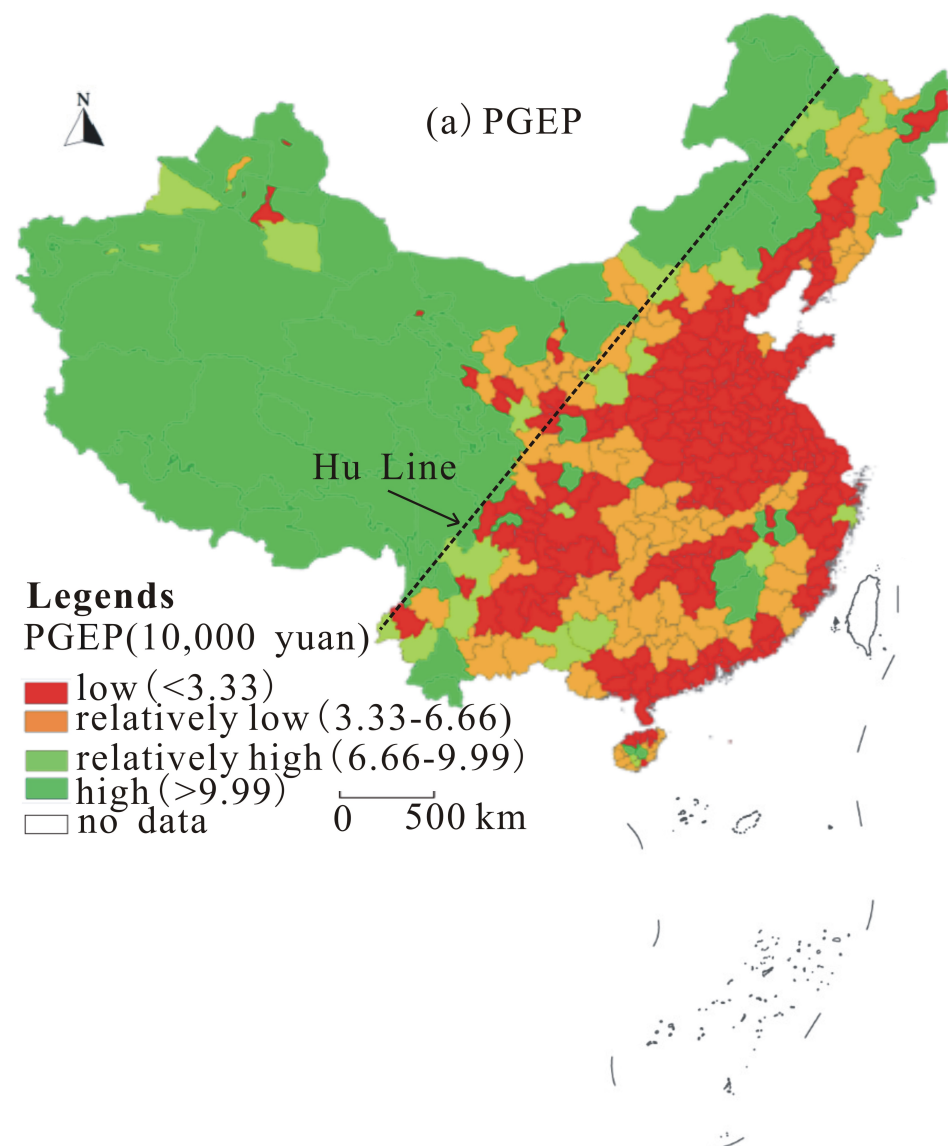 N
(a) PGEP
Hu Line
Legends
PGEP(10,000 yuan)
low (<3.33)
relatively low (3.33-6.66)
relatively high (6.66-9.99)
high (>9.99)
no data
0 500 km